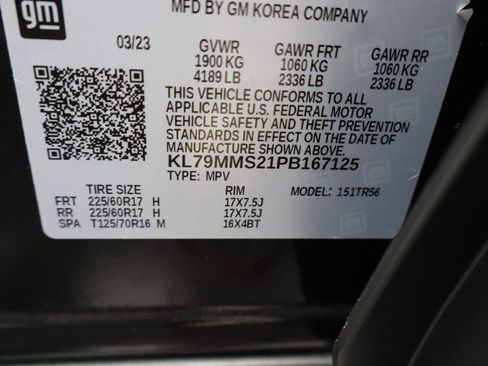 gm
MFD BY GM KOREA COMPANY
03/23 GVWR GAWR FRT GAWR RR
1900 KG 1060 KG 1060 KG
4189 LB 2336 LB 2336 LB
THIS VEHICLE CONFORMS TO ALL
APPLICABLE U.S. FEDERAL MOTOR
VEHICLE SAFETY AND THEFT PREVENTION
STANDARDS IN EFFECT ON THE DATE OF
MANUFACTURE SHOWN ABOVE.
KL79MMS21PB167125
TYPE: MPV
TIRE SIZE RIM MODEL: 151TR56
FRT 225/60R17 H 17X7.5J
RR 225/60R17 H 17X7.5J
SPA T125/70R16 M 16X4BT